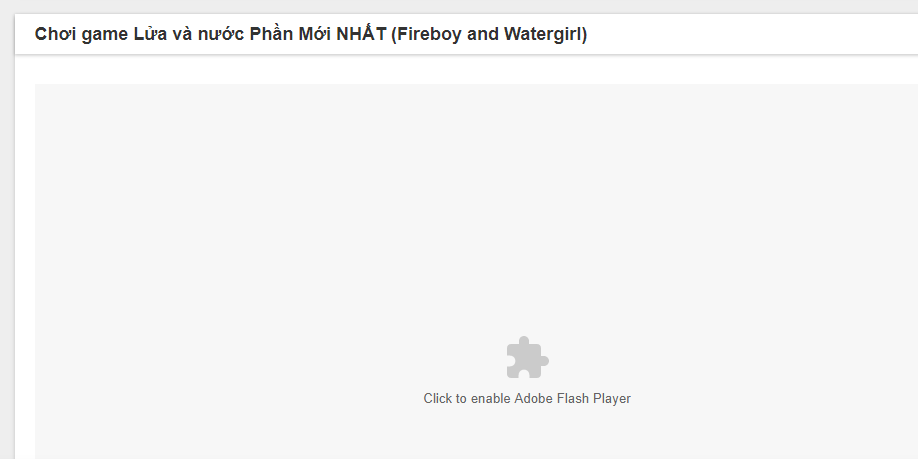 Chơi game Lửa và nước Phần Mới NHẤT (Fireboy and Watergirl)
Click to enable Adobe Flash Player